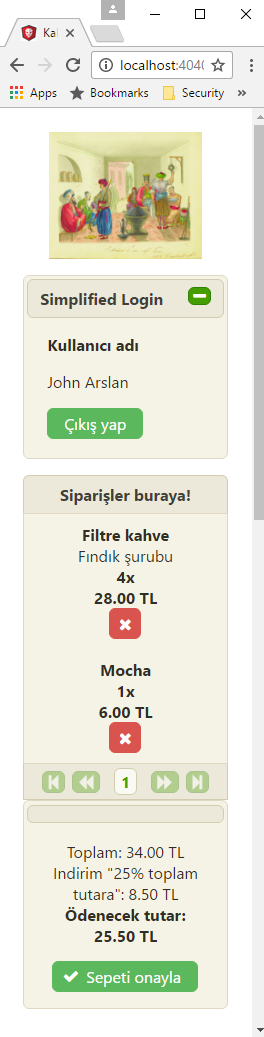 Kal
localhost:4040
Apps
Bookmarks
Security
Simplified Login
Kullanıcı adı
John Arslan
Çıkış yap
Siparişler buraya!
Filtre kahve
Fındık şurubu
4x
28.00 TL
Mocha
1x
6.00 TL
1
Toplam: 34.00 TL
İndirim "25% toplam
tutara": 8.50 TL
Ödenecek tutar:
25.50 TL
Sepeti onayla